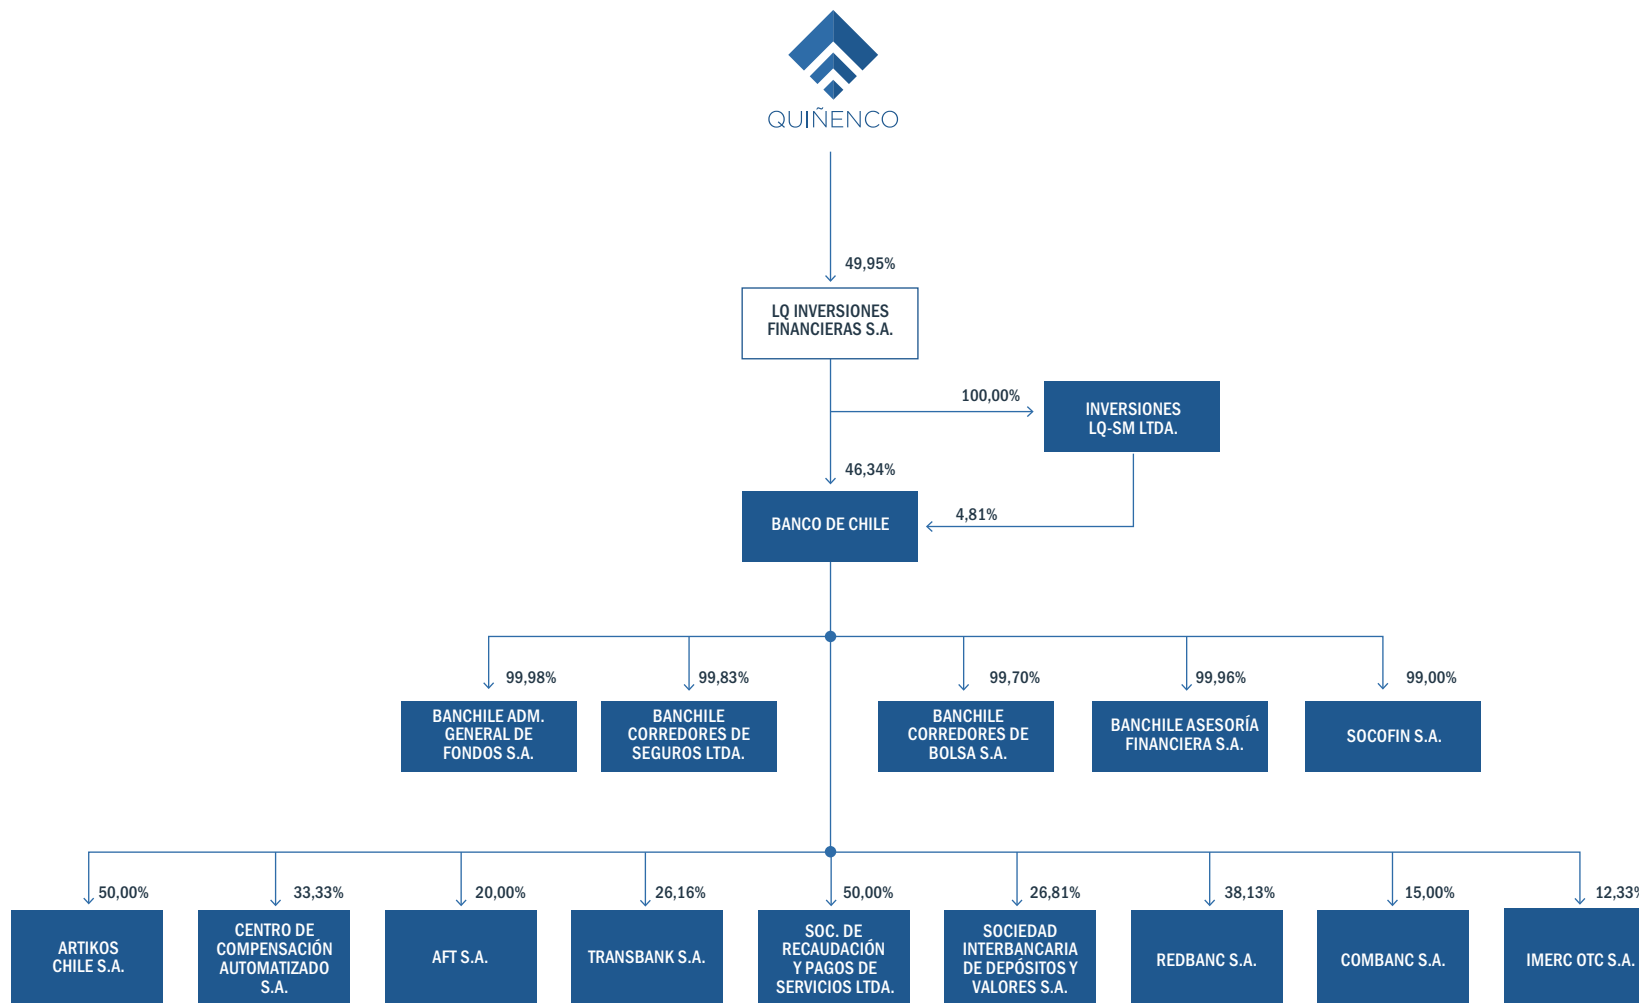 QUIÑENCO
49,95%
LQ INVERSIONES
FINANCIERAS S.A.
100,00%
INVERSIONES
LQ-SM LTDA.
46,34%
BANCO DE CHILE
4,81%
99,98%
99,83%
99,70%
99,96%
99,00%
BANCHILE ADM.
GENERAL DE
FONDOS S.A.
BANCHILE
CORREDORES DE
SEGUROS LTDA.
BANCHILE
CORREDORES DE
BOLSA S.A.
BANCHILE ASESORÍA
FINANCIERA S.A.
SOCOFIN S.A.
50,00%
33,33%
20,00%
26,16%
50,00%
26,81%
38,13%
15,00%
12,33%
ARTIKOS
CHILE S.A.
CENTRO DE
COMPENSACIÓN
AUTOMATIZADO
S.A.
AFT S.A.
TRANSBANK S.A.
SOC. DE
RECAUDACIÓN
Y PAGOS DE
SERVICIOS LTDA.
SOCIEDAD
INTERBANCARIA
DE DEPÓSITOS Y
VALORES S.A.
REDBANC S.A.
COMBANC S.A.
IMERC OTC S.A.